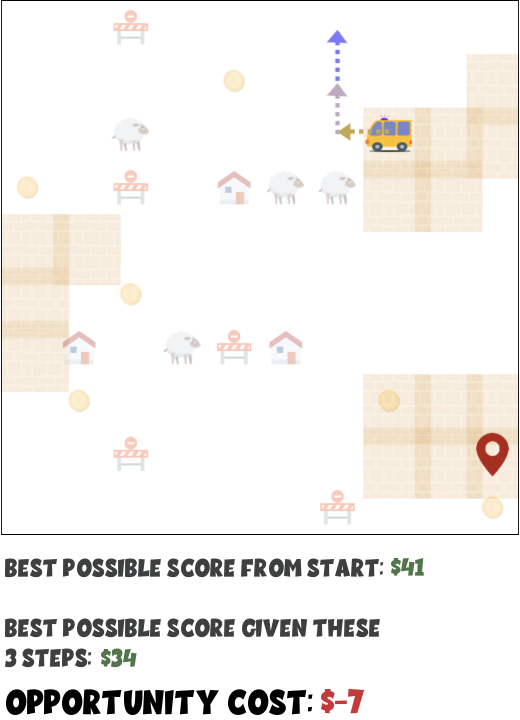 BEST POSSIBLE SCORE FROM START: $41
BEST POSSIBLE SCORE GIVEN THESE
3 STEPS: $34
OPPORTUNITY COST: $-7